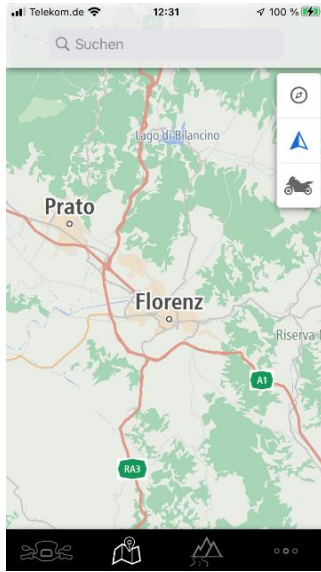 Telekom.de 12:31 100 %
Suchen
Lago di Bilancino
Prato
Florenz
Riserva
A1
RA3